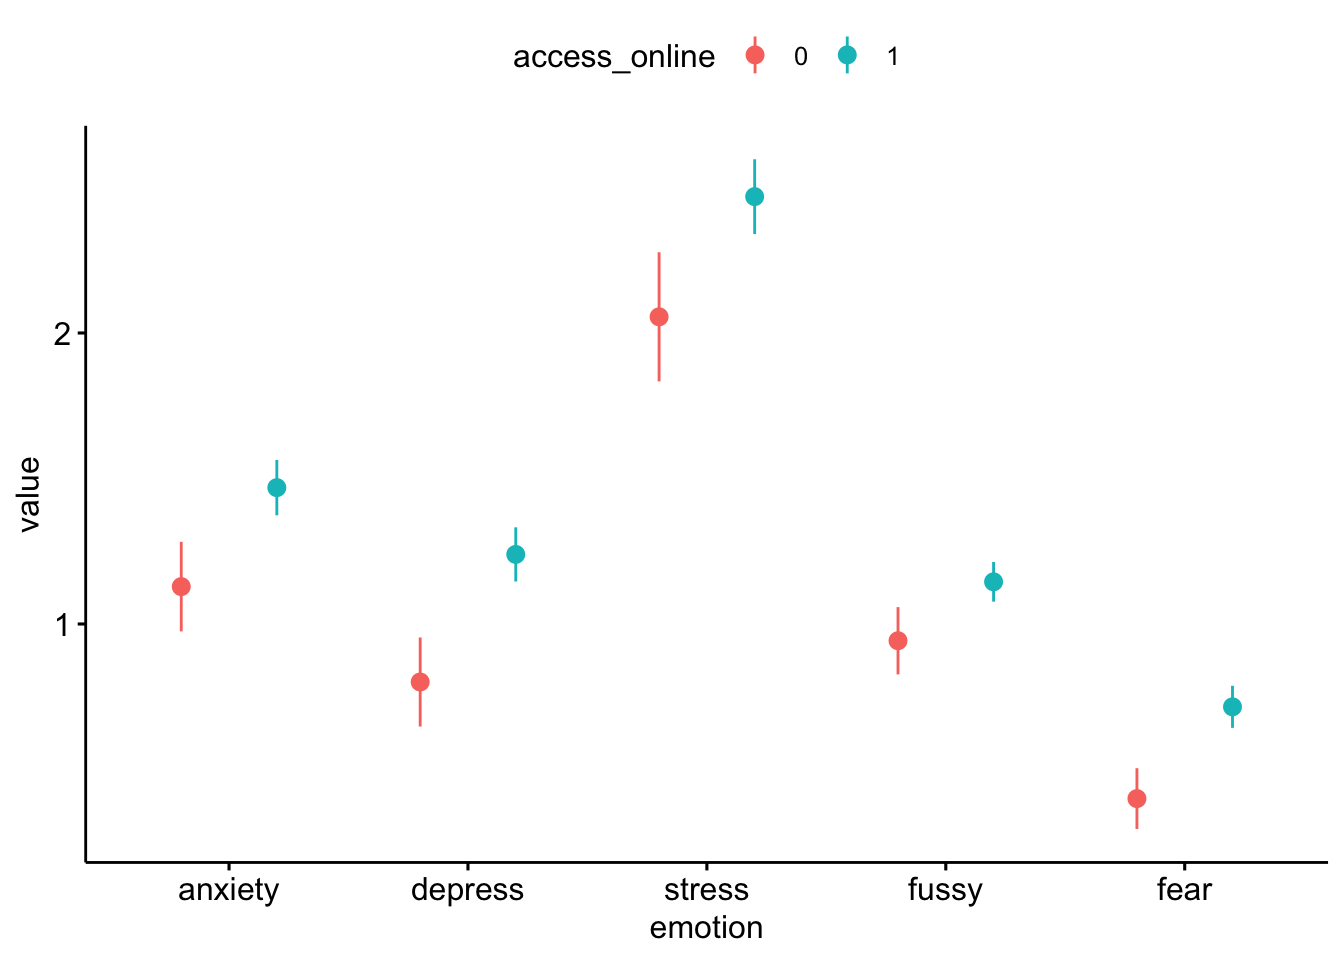 access_online 0 1
value
2
1
anxiety depress stress fussy fear
emotion